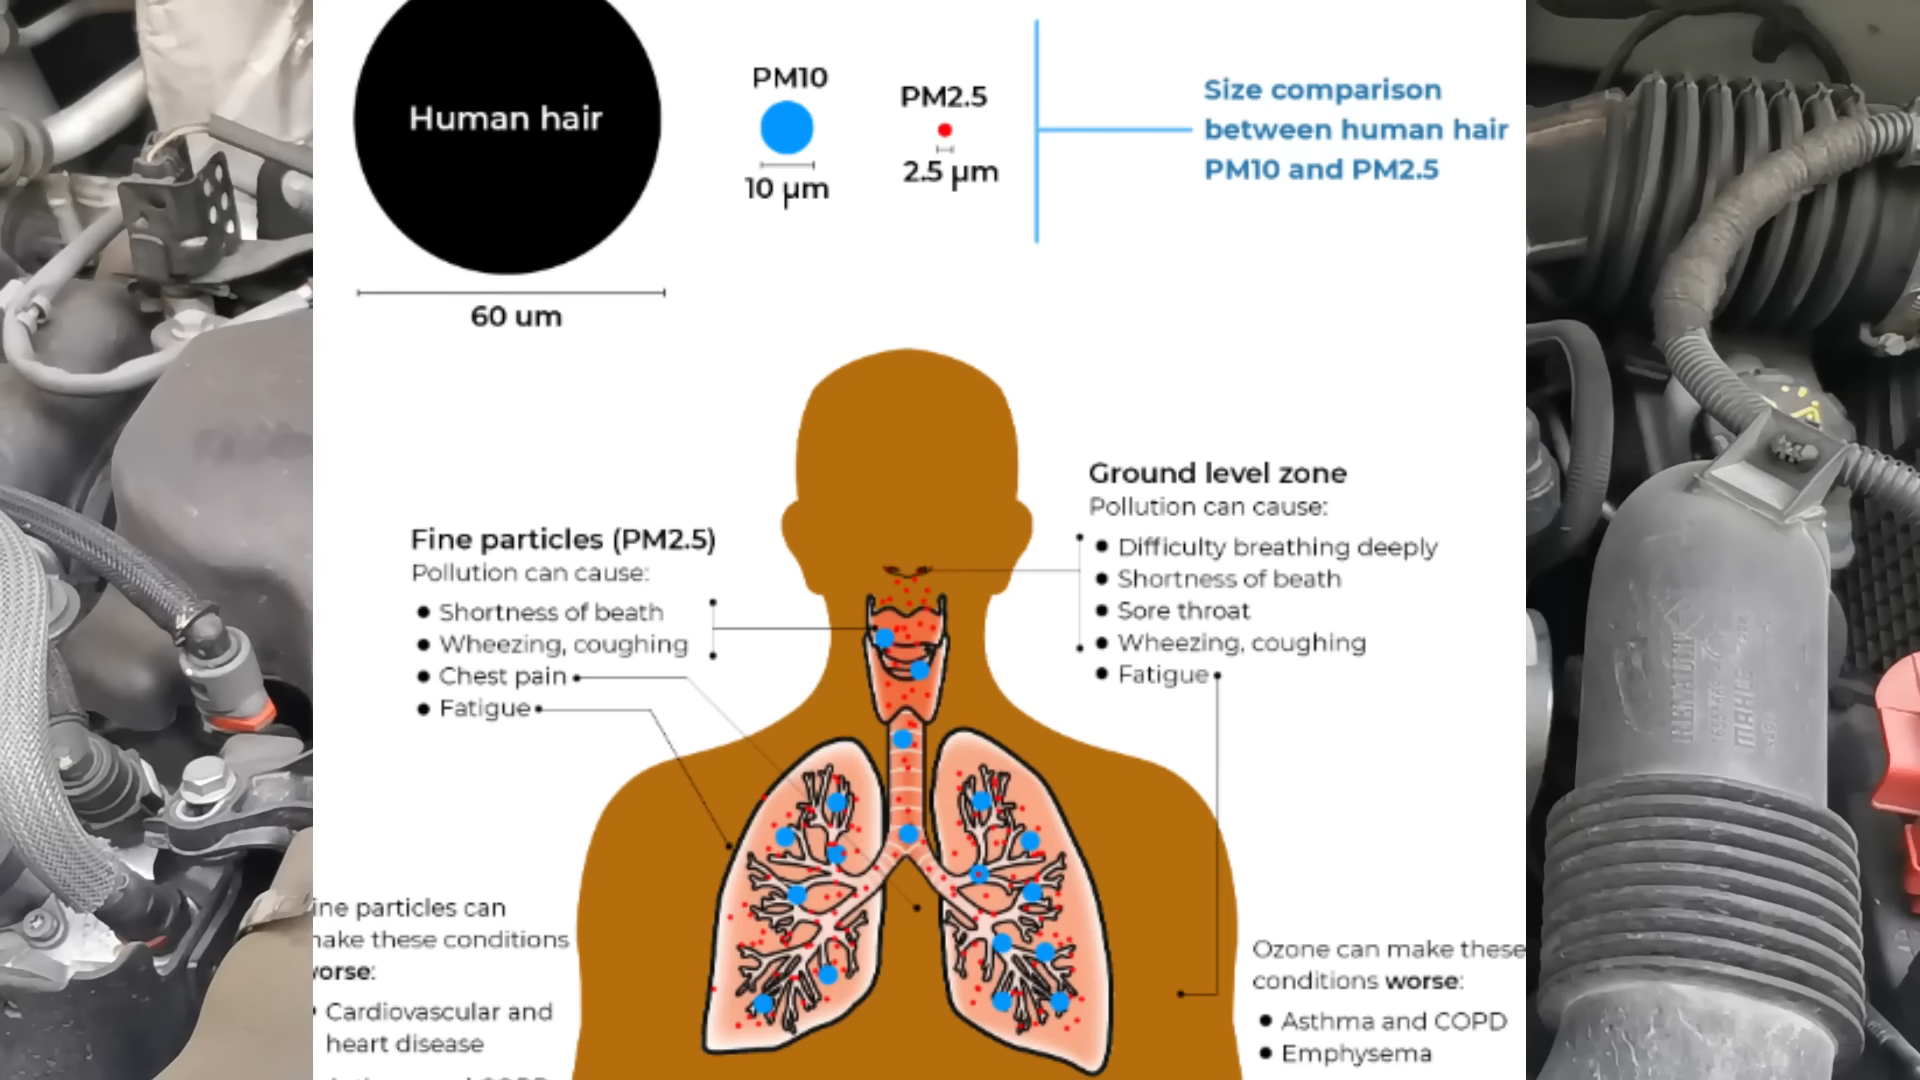 Human hair
60 um
PM10
10 μm
PM2.5
2.5 μm
Size comparison
between human hair
PM10 and PM2.5
Fine particles (PM2.5)
Pollution can cause:
● Shortness of beath
● Wheezing, coughing
● Chest pain
● Fatigue
Ground level zone
Pollution can cause:
● Difficulty breathing deeply
● Shortness of beath
● Sore throat
● Wheezing, coughing
● Fatigue
ine particles can
make these conditions
worse:
Cardiovascular and
heart disease
Ozone can make these
conditions worse:
● Asthma and COPD
● Emphysema
MAHLE